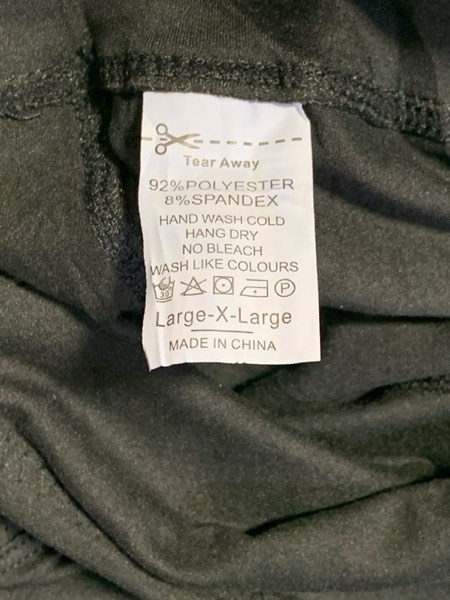 Tear Away
92%POLYESTER
8%SPANDEX
HAND WASH COLD
HANG DRY
NO BLEACH
WASH LIKE COLOURS
30 P
Large-X-Large
MADE IN CHINA